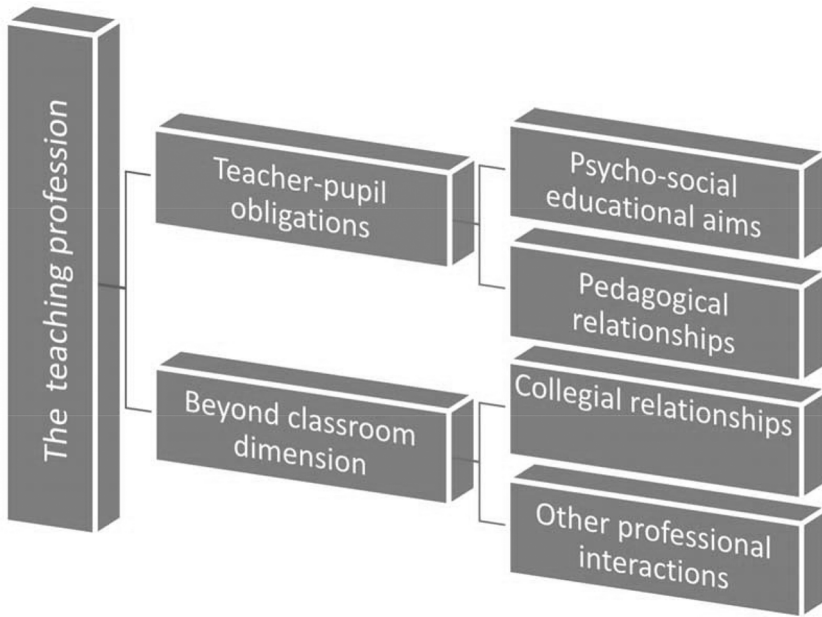 The teaching profession
Teacher-pupil
obligations
Psycho-social
educational aims
Pedagogical
relationships
Beyond classroom
dimension
Collegial relationships
Other professional
interactions